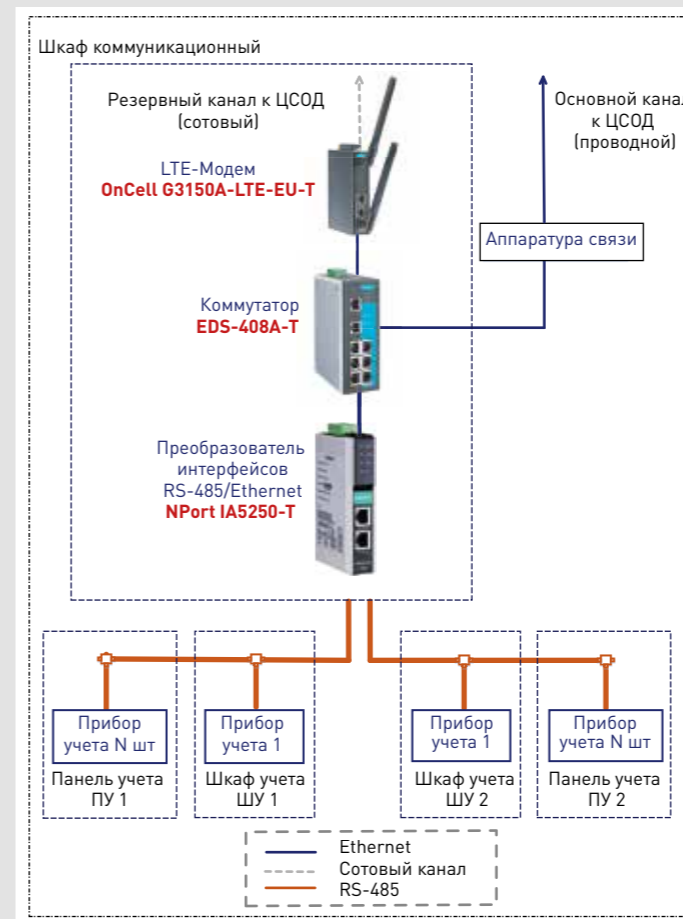 Шкаф коммуникационный
Резервный канал к ЦСОД
(сотовый)
Основной канал
к ЦСОД
(проводной)
LTE-Модем
OnCell G3150A-LTE-EU-T
Аппаратура связи
Коммутатор
EDS-408A-T
Преобразователь
интерфейсов
RS-485/Ethernet
NPort IA5250-T
Прибор
учета N шт
Панель учета
ПУ 1
Прибор
учета 1
Шкаф учета
ШУ 1
Прибор
учета 1
Шкаф учета
ШУ 2
Прибор
учета N шт
Панель учета
ПУ 2
Ethernet
Сотовый канал
RS-485